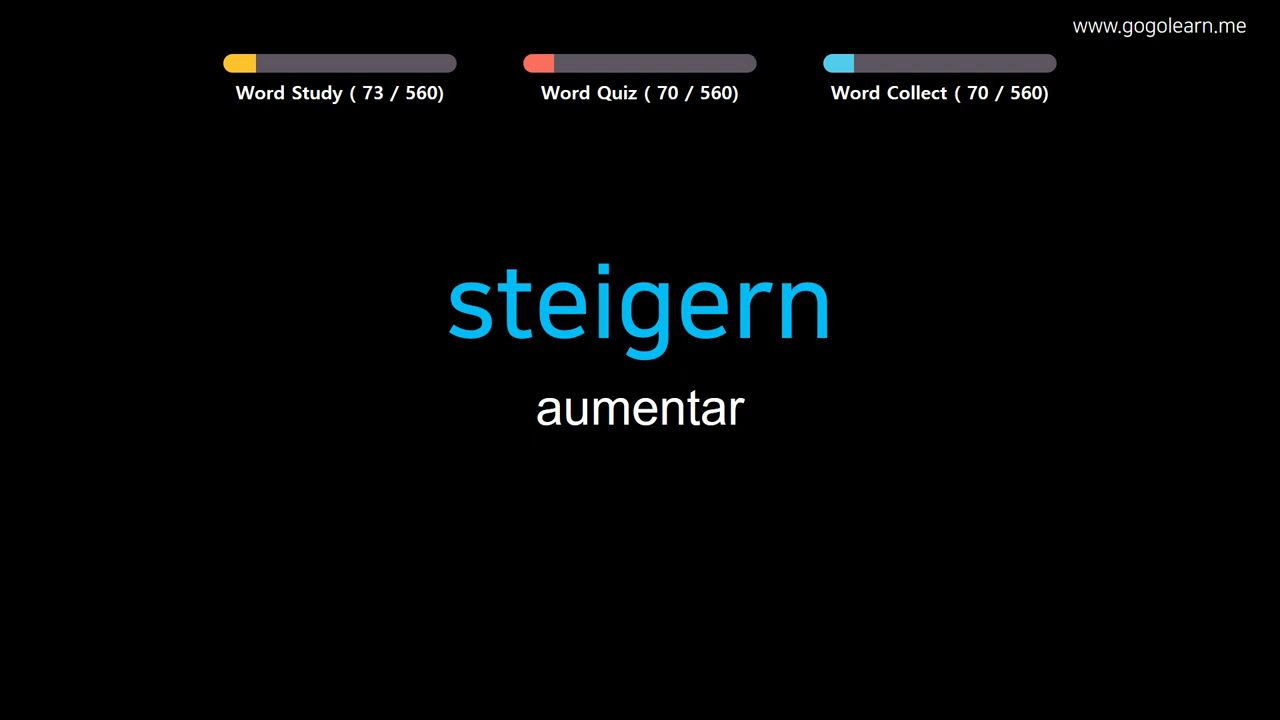 www.gogolearn.me
Word Study ( 73 / 560)
Word Quiz ( 70 / 560)
Word Collect ( 70 / 560)
steigern
aumentar